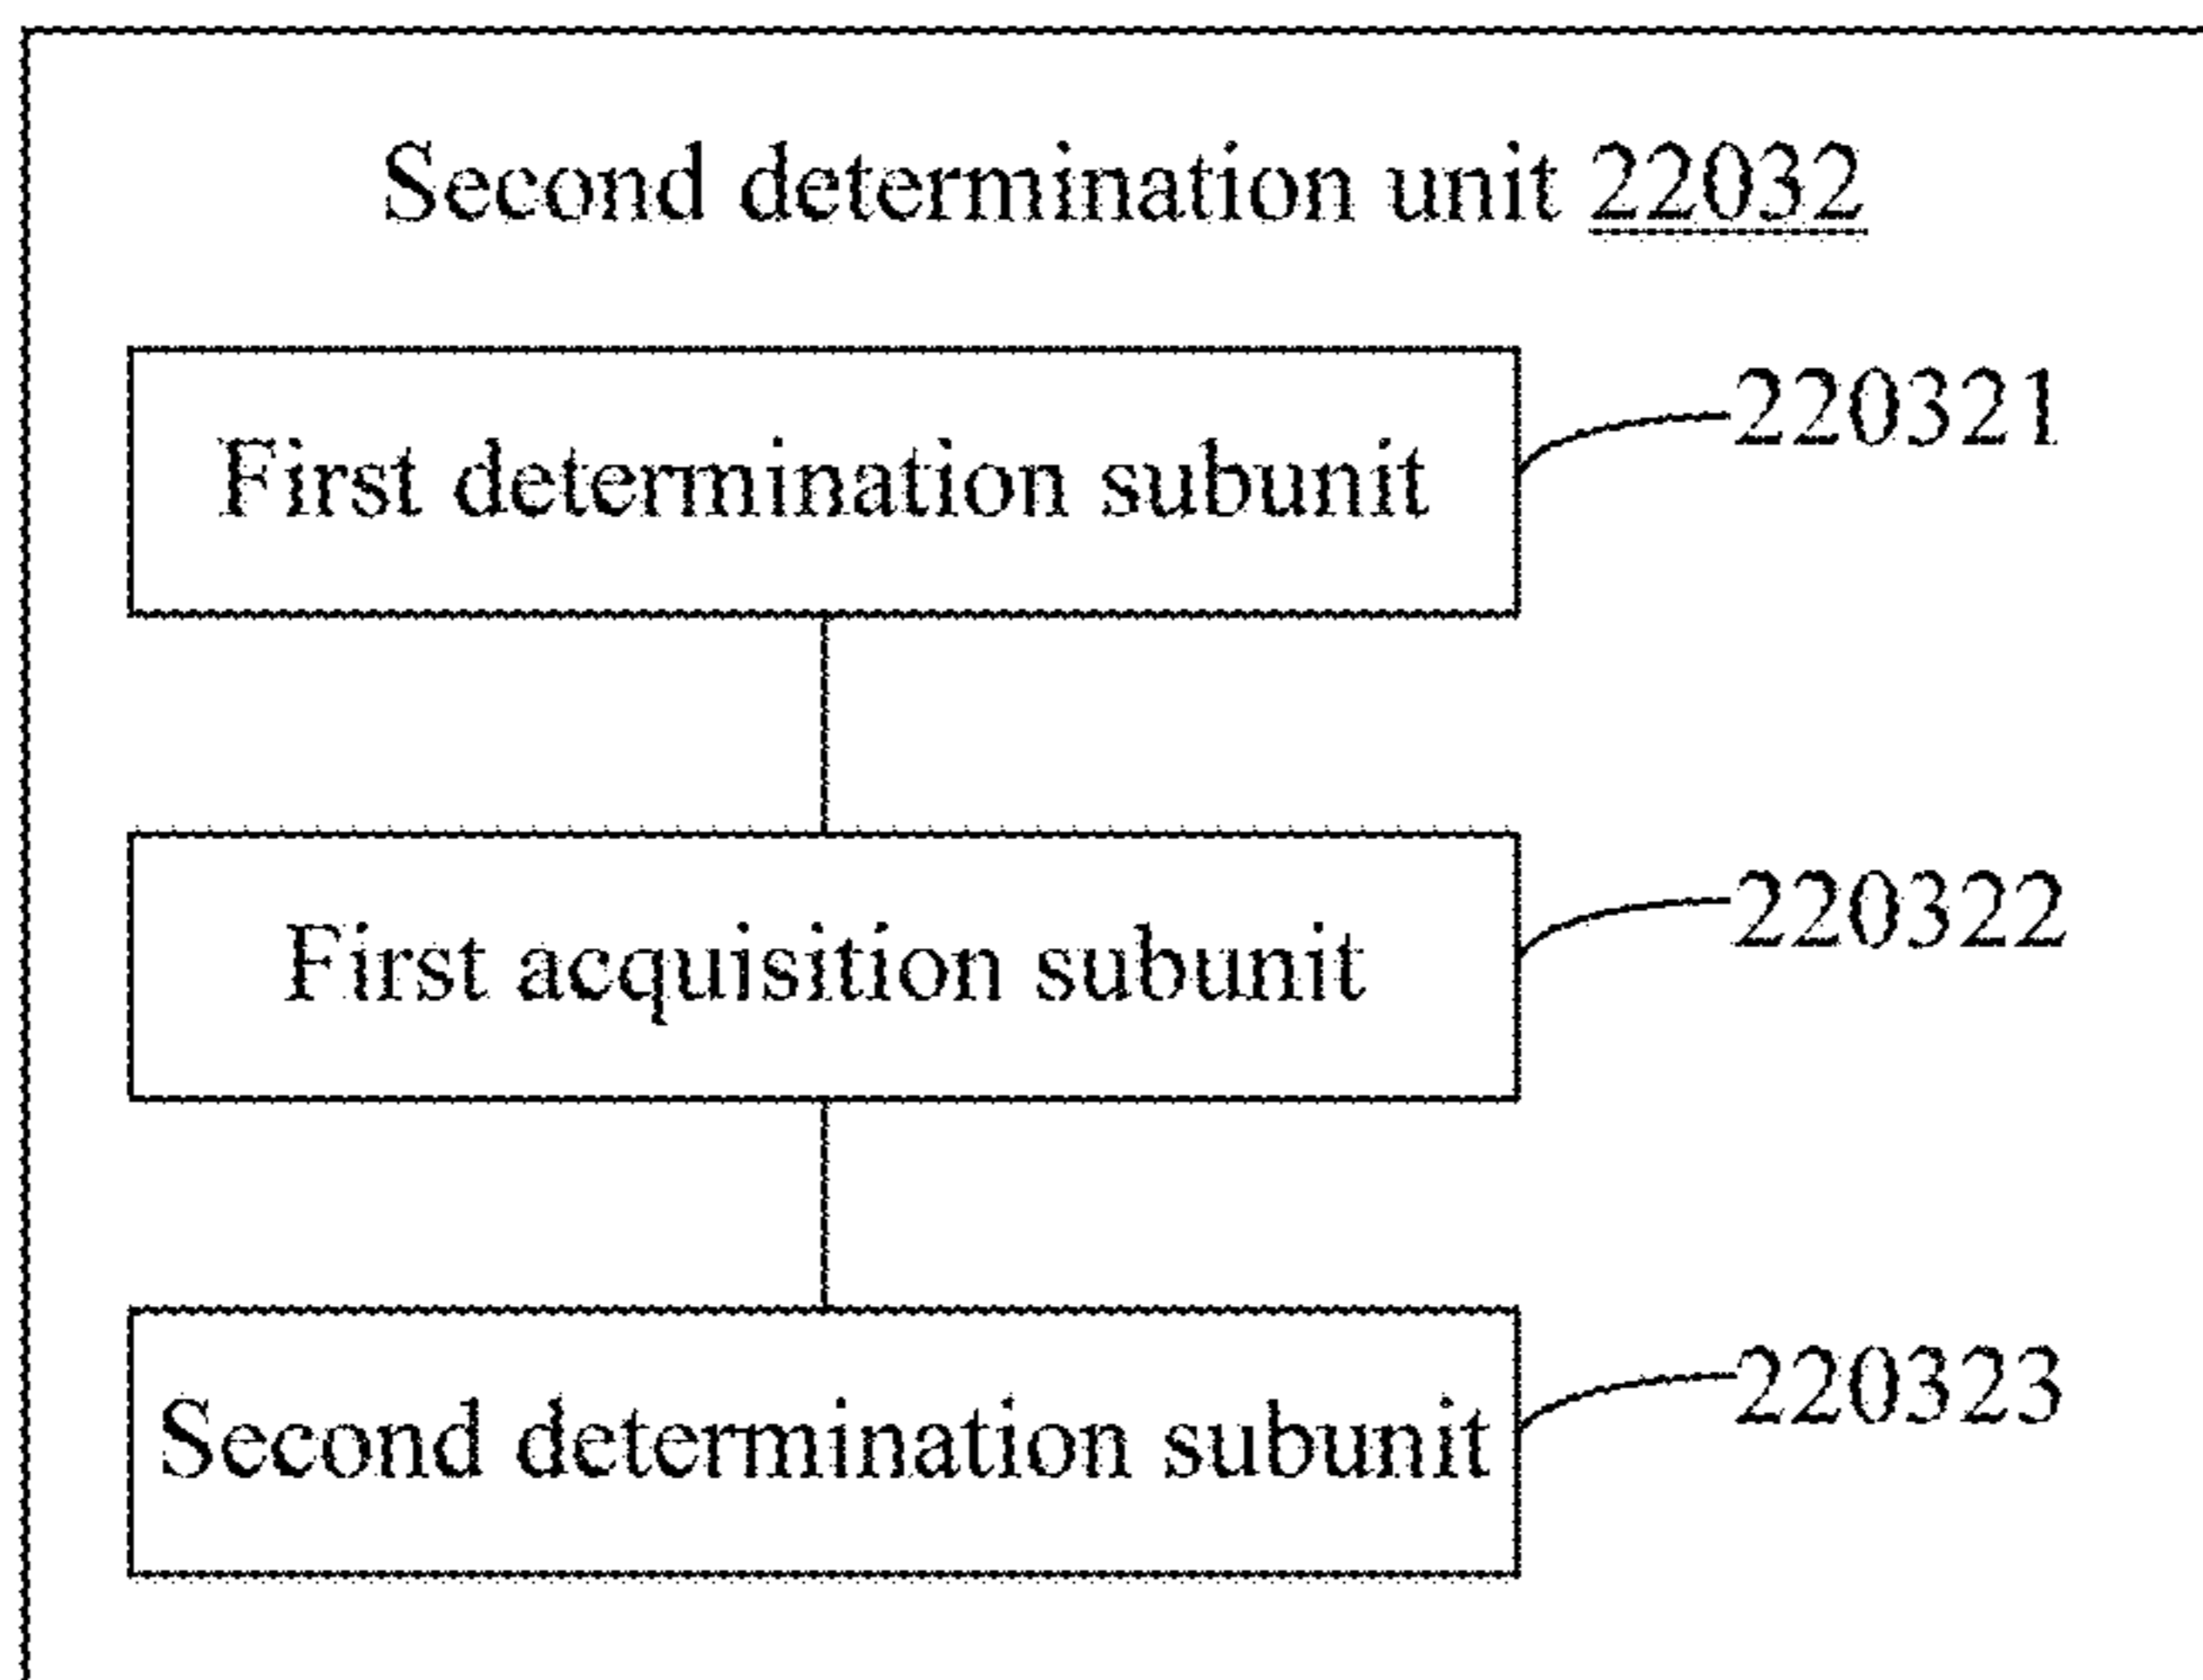 Second determination unit 22032
First determination subunit
220321
First acquisition subunit
220322
Second determination subunit
220323